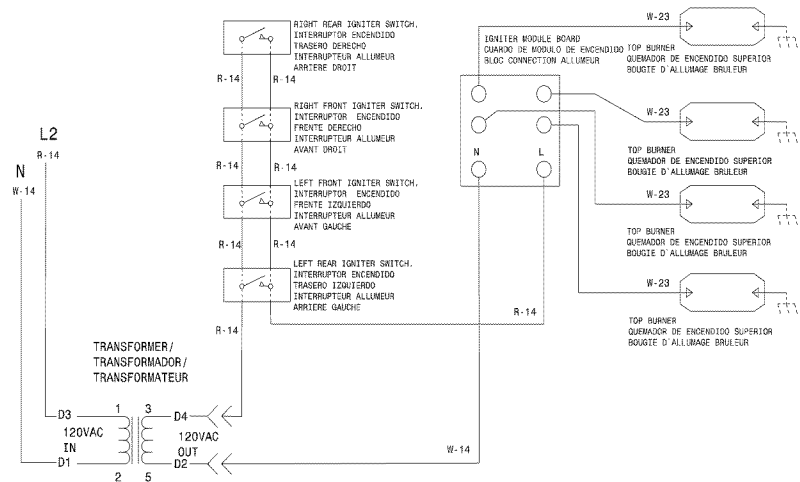 RIGHT REAR IGNITER SWITCH.
INTERRUPTOR ENCENDIDO
TRASERO DERECHO
INTERRUPTEUR ALLUMEUR
ARRIERE DROIT
R-14
R-14
RIGHT FRONT IGNITER SWITCH.
INTERRUPTOR ENCENDIDO
FRENTE DERECHO
INTERRUPTEUR ALLUMEUR
AVANT DROIT
R-14
R-14
LEFT FRONT IGNITER SWITCH.
INTERRUPTOR ENCENDIDO
FRENTE IZQUIERDO
INTERRUPTEUR ALLUMEUR
AVANT GAUCHE
R-14
R-14
LEFT REAR IGNITER SWITCH.
INTERRUPTOR ENCENDIDO
TRASERO IZQUIERDO
INTERRUPTEUR ALLUMEUR
ARRIERE GAUCHE
R-14
IGNITER MODULE BOARD
CUARDO DE MODULO DE ENCENDIDO
BLOC CONNECTION ALLUMEUR
N
L
R-14
W-14
W-23
TOP BURNER
QUEMADOR DE ENCENDIDO SUPERIOR
BOUGIE D'ALLUMAGE BRULEUR
W-23
TOP BURNER
QUEMADOR DE ENCENDIDO SUPERIOR
BOUGIE D'ALLUMAGE BRULEUR
W-23
TOP BURNER
QUEMADOR DE ENCENDIDO SUPERIOR
BOUGIE D'ALLUMAGE BRULEUR
W-23
TOP BURNER
QUEMADOR DE ENCENDIDO SUPERIOR
BOUGIE D'ALLUMAGE BRULEUR
L2
R-14
N
W-14
TRANSFORMER/
TRANSFORMADOR/
TRANSFORMATEUR
D3
1
3
D4
120VAC
IN
120VAC
OUT
D1
2
5
D2